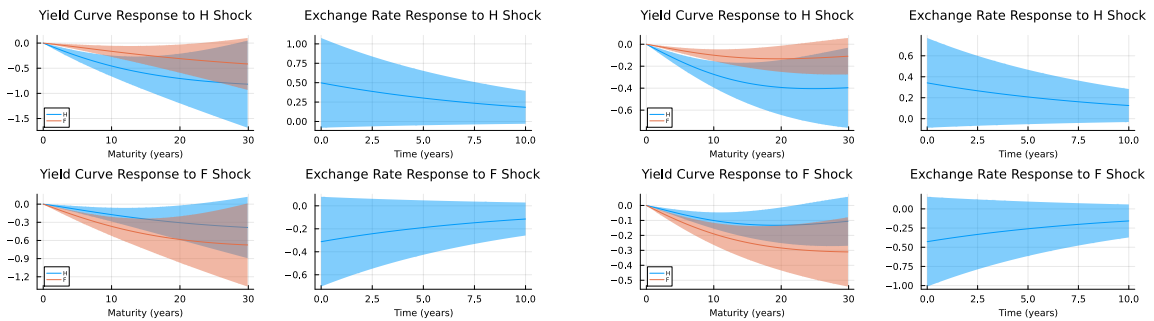 Yield Curve Response to H Shock
0.0
−0.5
−1.0
−1.5
H
F
0 10 20 30
Maturity (years)
Exchange Rate Response to H Shock
1.00
0.75
0.50
0.25
0.00
0.0 2.5 5.0 7.5 10.0
Time (years)
Yield Curve Response to H Shock
0.0
−0.2
−0.4
−0.6
H
F
0 10 20 30
Maturity (years)
Exchange Rate Response to H Shock
0.6
0.4
0.2
0.0
0.0 2.5 5.0 7.5 10.0
Time (years)
Yield Curve Response to F Shock
0.0
−0.3
−0.6
−0.9
−1.2
H
F
0 10 20 30
Maturity (years)
Exchange Rate Response to F Shock
0.0
−0.2
−0.4
−0.6
0.0 2.5 5.0 7.5 10.0
Time (years)
Yield Curve Response to F Shock
0.0
−0.1
−0.2
−0.3
−0.4
−0.5
H
F
0 10 20 30
Maturity (years)
Exchange Rate Response to F Shock
0.00
−0.25
−0.50
−0.75
−1.00
0.0 2.5 5.0 7.5 10.0
Time (years)